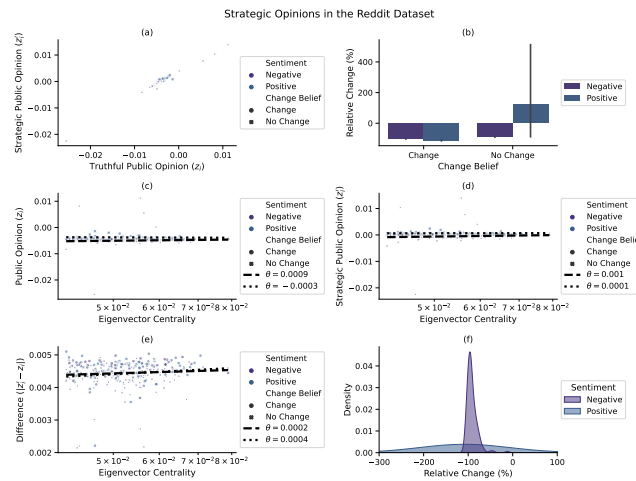 Strategic Opinions in the Reddit Dataset
(a)
Strategic Public Opinion (z′ᵢ)
0.01
0.00
−0.01
−0.02
−0.02
−0.01
0.00
0.01
Truthful Public Opinion (zᵢ)
Sentiment
Negative
Positive
Change Belief
Change
No Change
(b)
Relative Change (%)
400
200
0
Change
No Change
Change Belief
Negative
Positive
(c)
Public Opinion (zᵢ)
0.01
0.00
−0.01
−0.02
5 × 10⁻²
6 × 10⁻²
7 × 10⁻²
8 × 10⁻²
Eigenvector Centrality
Sentiment
Negative
Positive
Change Belief
Change
No Change
θ = 0.0009
θ = −0.0003
(d)
Strategic Public Opinion (z′ᵢ)
0.01
0.00
−0.01
−0.02
5 × 10⁻²
6 × 10⁻²
7 × 10⁻²
8 × 10⁻²
Eigenvector Centrality
Sentiment
Negative
Positive
Change Belief
Change
No Change
θ = 0.001
θ = 0.0001
(e)
Difference (|z′ᵢ − zᵢ|)
0.005
0.004
0.003
0.002
5 × 10⁻²
6 × 10⁻²
7 × 10⁻²
8 × 10⁻²
Eigenvector Centrality
Sentiment
Negative
Positive
Change Belief
Change
No Change
θ = 0.0002
θ = 0.0004
(f)
Density
0.04
0.03
0.02
0.01
0.00
−300
−200
−100
0
100
Relative Change (%)
Sentiment
Negative
Positive